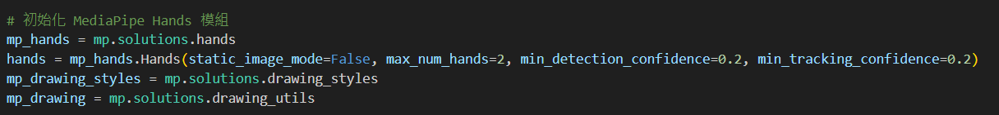 # 初始化 MediaPipe Hands 模組
mp_hands = mp.solutions.hands
hands = mp_hands.Hands(static_image_mode=False, max_num_hands=2, min_detection_confidence=0.2, min_tracking_confidence=0.2)
mp_drawing_styles = mp.solutions.drawing_styles
mp_drawing = mp.solutions.drawing_utils